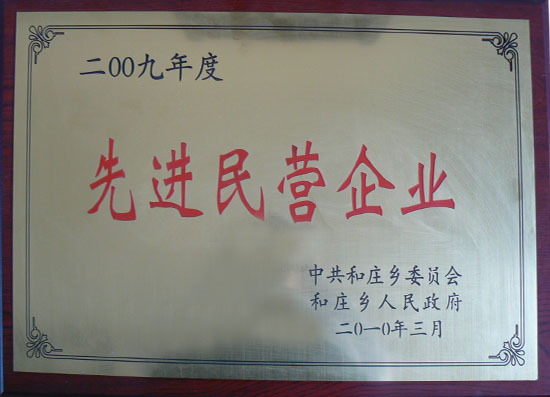 二00九年度
先进民营企业
中共和庄乡委员会
和庄乡人民政府
二0一0年三月